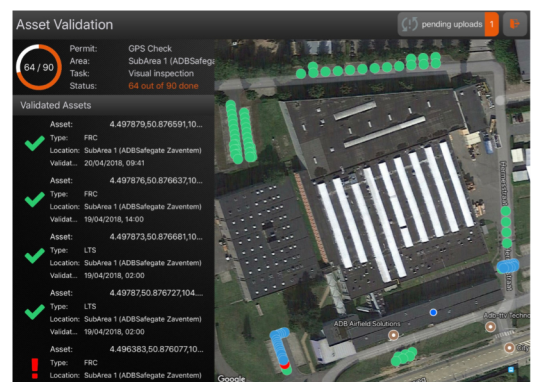 Asset Validation
pending uploads 1
64 / 90
Permit: GPS Check
Area: SubArea 1 (ADBSafega
Task: Visual inspection
Status: 64 out of 90 done
Validated Assets
Asset: 4.497879,50.876591,10...
Type: FRC
Location: SubArea 1 (ADBSafegate Zaventem)
Validat... 20/04/2018, 09:41
Asset: 4.497876,50.876637,10...
Type: FRC
Location: SubArea 1 (ADBSafegate Zaventem)
Validat... 19/04/2018, 14:00
Asset: 4.497873,50.876681,10...
Type: LTS
Location: SubArea 1 (ADBSafegate Zaventem)
Validat... 19/04/2018, 02:00
Asset: 4.49787,50.876727,104....
Type: LTS
Location: SubArea 1 (ADBSafegate Zaventem)
Validat... 19/04/2018, 02:00
Asset: 4.496383,50.876077,10...
Type: FRC
Location: SubArea 1 (ADBSafegate Zaventem)
ADB Airfield Solutions
Adb-ttv Techno
City
Google